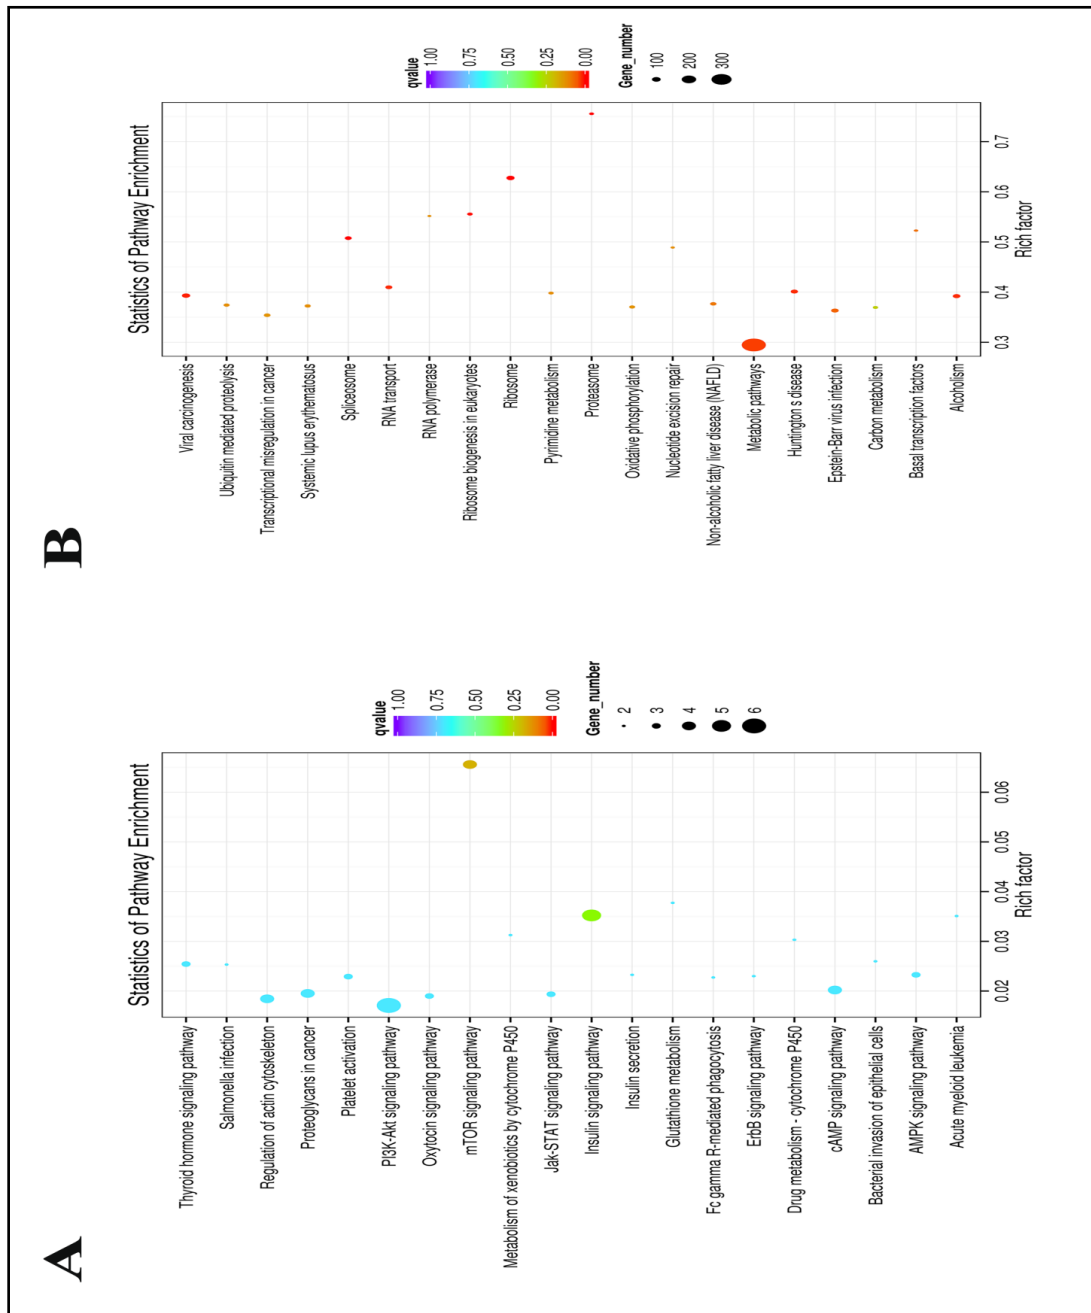 A
Statistics of Pathway Enrichment
Thyroid hormone signaling pathway
Salmonella infection
Regulation of actin cytoskeleton
Proteoglycans in cancer
Platelet activation
PI3K-Akt signaling pathway
Oxytocin signaling pathway
mTOR signaling pathway
Metabolism of xenobiotics by cytochrome P450
Jak-STAT signaling pathway
Insulin signaling pathway
Insulin secretion
Glutathione metabolism
Fc gamma R-mediated phagocytosis
ErbB signaling pathway
Drug metabolism - cytochrome P450
cAMP signaling pathway
Bacterial invasion of epithelial cells
AMPK signaling pathway
Acute myeloid leukemia
0.02 0.03 0.04 0.05 0.06
Rich factor
qvalue
1.00
0.75
0.50
0.25
0.00
Gene_number
2
3
4
5
6
B
Statistics of Pathway Enrichment
Viral carcinogenesis
Ubiquitin mediated proteolysis
Transcriptional misregulation in cancer
Systemic lupus erythematosus
Spliceosome
RNA transport
RNA polymerase
Ribosome biogenesis in eukaryotes
Ribosome
Pyrimidine metabolism
Proteasome
Oxidative phosphorylation
Nucleotide excision repair
Non-alcoholic fatty liver disease (NAFLD)
Metabolic pathways
Huntington s disease
Epstein-Barr virus infection
Carbon metabolism
Basal transcription factors
Alcoholism
0.3 0.4 0.5 0.6 0.7
Rich factor
qvalue
1.00
0.75
0.50
0.25
0.00
Gene_number
100
200
300